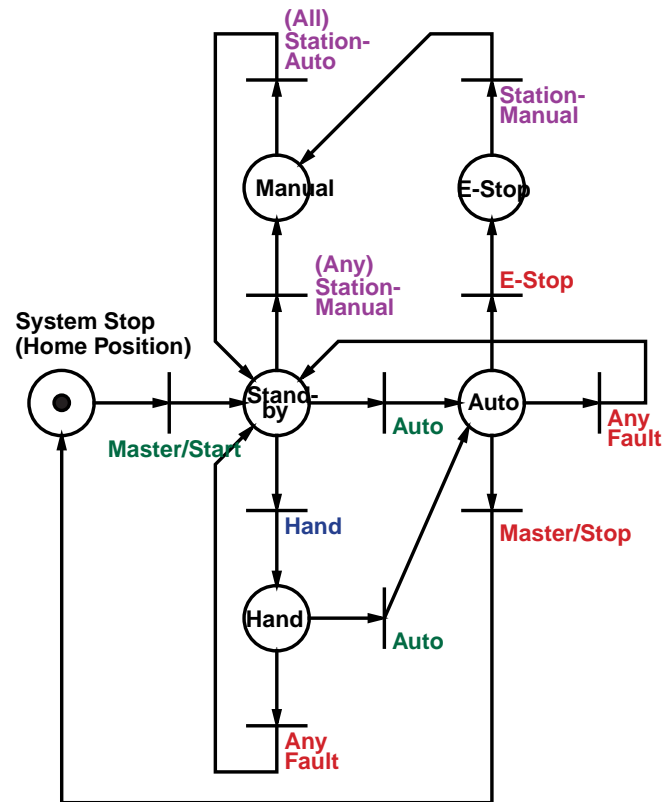 (All)
Station-
Auto
Station-
Manual
Manual
E-Stop
(Any)
Station-
Manual
E-Stop
System Stop
(Home Position)
Stand-
by
Auto
Auto
Any
Fault
Master/Start
Hand
Master/Stop
Hand
Auto
Any
Fault